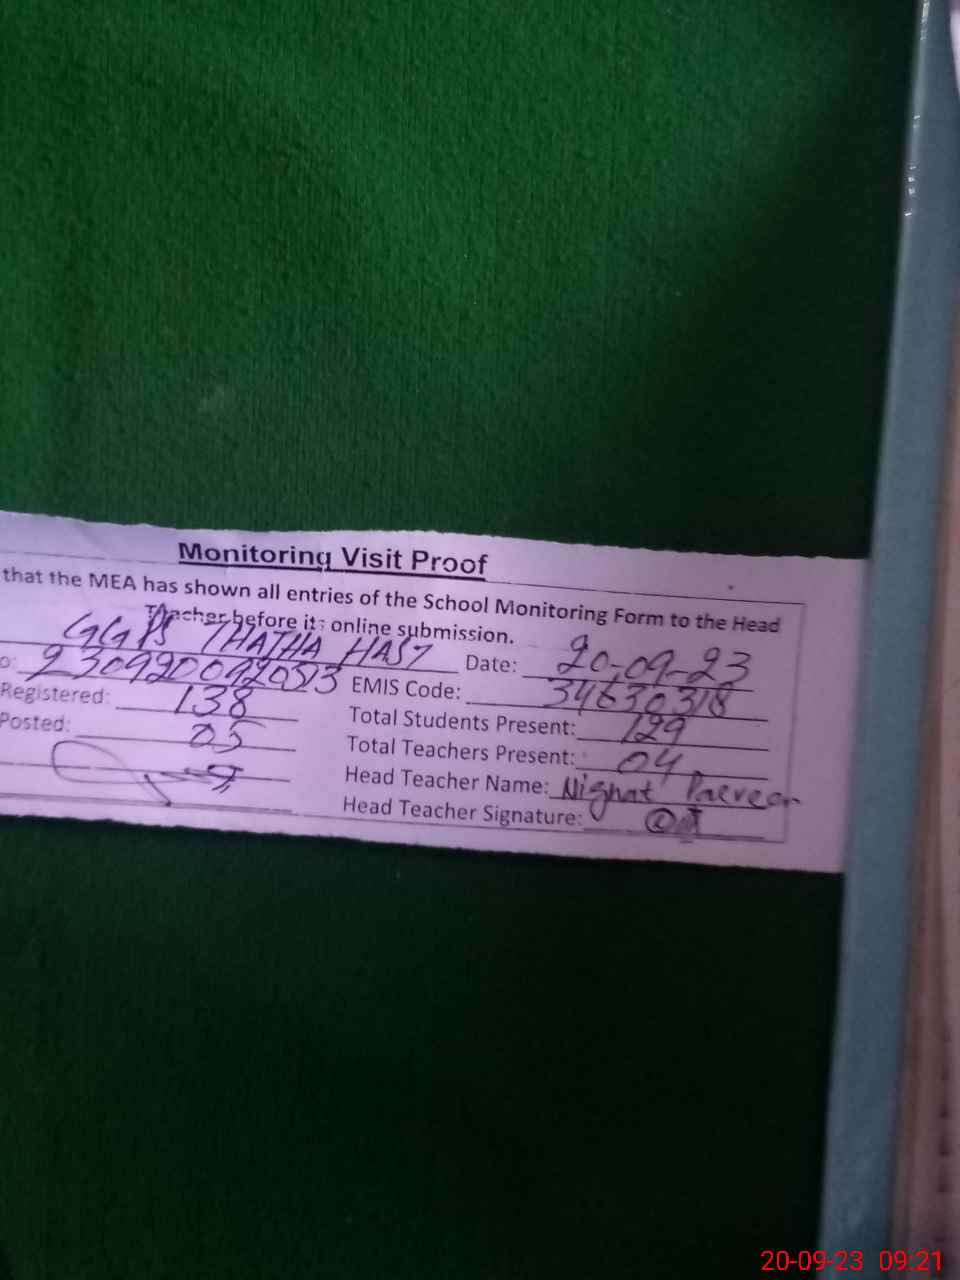 Monitoring Visit Proof
that the MEA has shown all entries of the School Monitoring Form to the Head
Teacher before its online submission.
GGPS THATHA HAST Date: 20-09-23
o: 2309200920513 EMIS Code: 34630318
Registered: 138 Total Students Present: 129
Posted: 05 Total Teachers Present: 04
Head Teacher Name: Nighat Parveen
Head Teacher Signature:
20-09-23 09:21